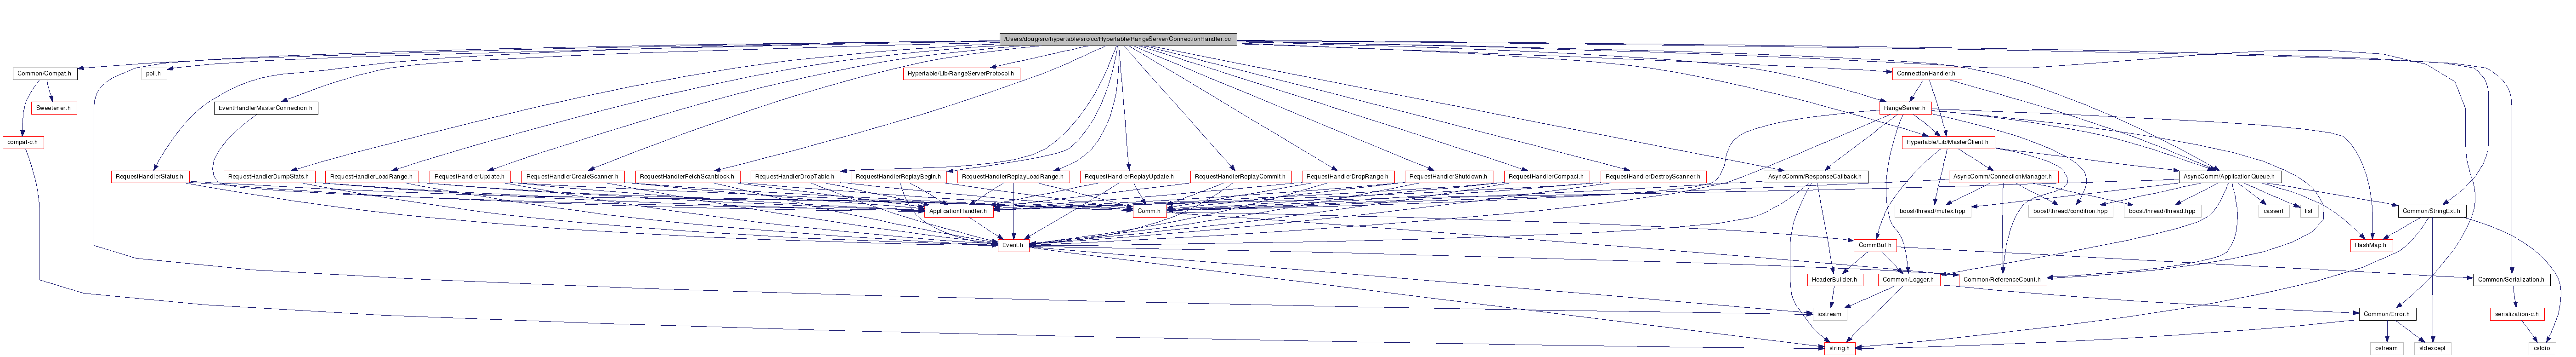 /Users/doug/src/hypertable/src/cc/Hypertable/RangeServer/ConnectionHandler.cc
Common/Compat.h
poll.h
Hypertable/Lib/RangeServerProtocol.h
ConnectionHandler.h
Sweetener.h
EventHandlerMasterConnection.h
RangeServer.h
compat-c.h
Hypertable/Lib/MasterClient.h
RequestHandlerStatus.h
RequestHandlerDumpStats.h
RequestHandlerLoadRange.h
RequestHandlerUpdate.h
RequestHandlerCreateScanner.h
RequestHandlerFetchScanblock.h
RequestHandlerDropTable.h
RequestHandlerReplayBegin.h
RequestHandlerReplayLoadRange.h
RequestHandlerReplayUpdate.h
RequestHandlerReplayCommit.h
RequestHandlerDropRange.h
RequestHandlerShutdown.h
RequestHandlerCompact.h
RequestHandlerDestroyScanner.h
AsyncComm/ResponseCallback.h
AsyncComm/ConnectionManager.h
AsyncComm/ApplicationQueue.h
ApplicationHandler.h
Comm.h
boost/thread/mutex.hpp
boost/thread/condition.hpp
boost/thread/thread.hpp
cassert
list
Common/StringExt.h
Event.h
CommBuf.h
HashMap.h
HeaderBuilder.h
Common/Logger.h
Common/ReferenceCount.h
Common/Serialization.h
iostream
Common/Error.h
serialization-c.h
string.h
ostream
stdexcept
cstdio